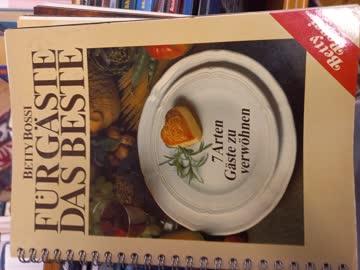 BETTY BOSSI
FÜR GÄSTE
DAS BESTE
7 Arten
Gäste zu
verwöhnen
Betty
Bossi